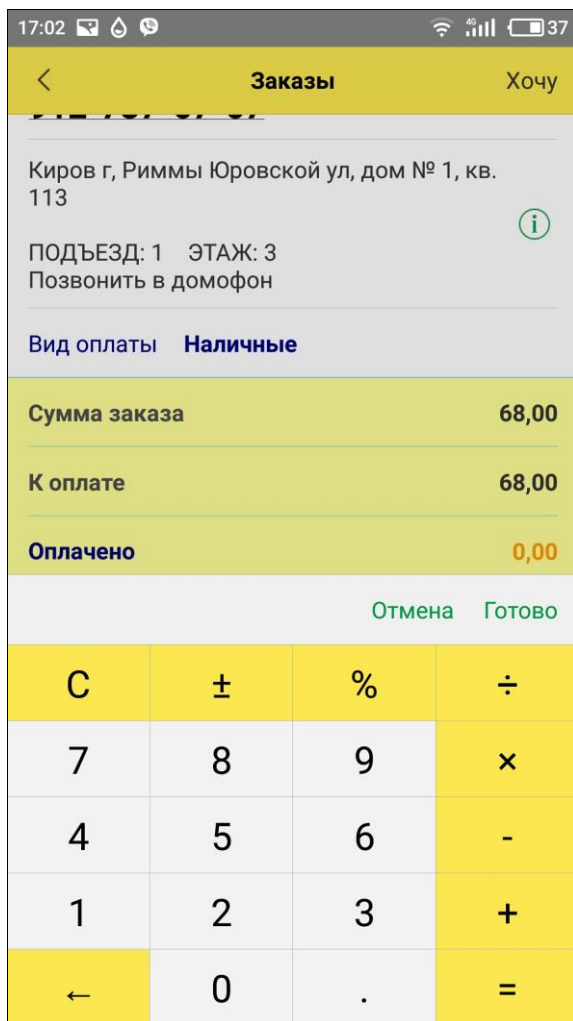 17:02 4G 37
Заказы Хочу
Киров г, Риммы Юровской ул, дом № 1, кв.
113
ПОДЪЕЗД: 1 ЭТАЖ: 3
Позвонить в домофон
Вид оплаты Наличные
Сумма заказа 68,00
К оплате 68,00
Оплачено 0,00
Отмена Готово
C ± % ÷
7 8 9 ×
4 5 6 -
1 2 3 +
← 0 . =